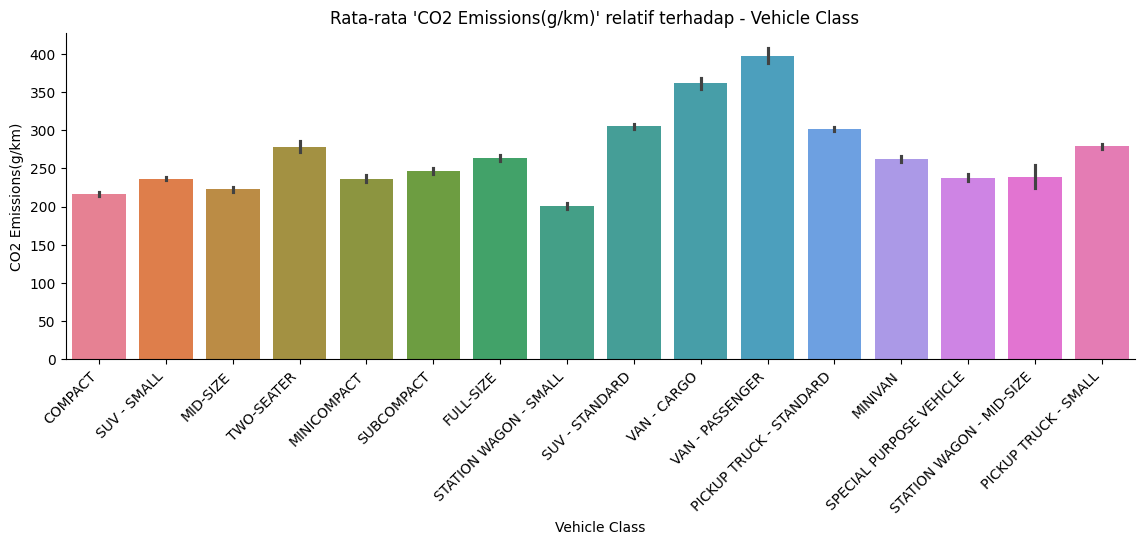 Rata-rata 'CO2 Emissions(g/km)' relatif terhadap - Vehicle Class
CO2 Emissions(g/km)
400
350
300
250
200
150
100
50
0
COMPACT
SUV - SMALL
MID-SIZE
TWO-SEATER
MINICOMPACT
SUBCOMPACT
FULL-SIZE
STATION WAGON - SMALL
SUV - STANDARD
VAN - CARGO
VAN - PASSENGER
PICKUP TRUCK - STANDARD
MINIVAN
SPECIAL PURPOSE VEHICLE
STATION WAGON - MID-SIZE
PICKUP TRUCK - SMALL
Vehicle Class